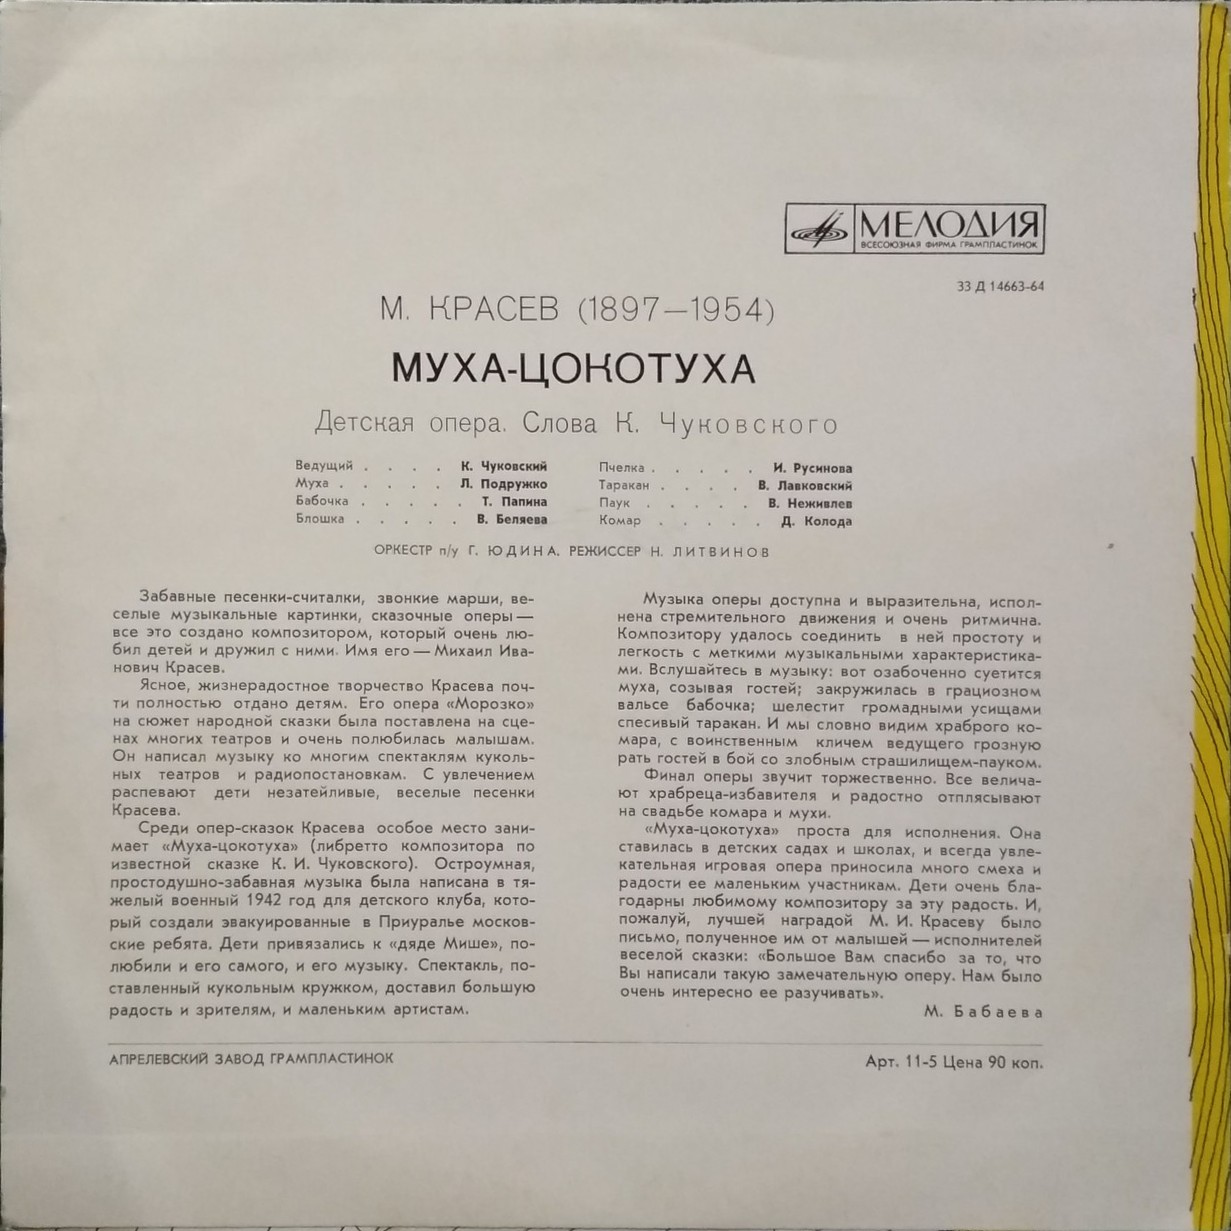 МЕЛОДИЯ
ВСЕСОЮЗНАЯ ФИРМА ГРАМПЛАСТИНОК
33 Д 14663-64
М. КРАСЕВ (1897—1954)
МУХА-ЦОКОТУХА
Детская опера. Слова К. Чуковского
Ведущий . . . . К. Чуковский
Муха . . . . . Л. Подружко
Бабочка . . . . . Т. Папина
Блошка . . . . . В. Беляева
Пчелка . . . . . И. Русинова
Таракан . . . . В. Лавковский
Паук . . . . . В. Неживлев
Комар . . . . . Д. Колода
ОРКЕСТР п/у Г. ЮДИНА. РЕЖИССЕР Н. ЛИТВИНОВ
Забавные песенки-считалки, звонкие марши, ве-
селые музыкальные картинки, сказочные оперы —
все это создано композитором, который очень лю-
бил детей и дружил с ними. Имя его — Михаил Ива-
нович Красев.
Ясное, жизнерадостное творчество Красева поч-
ти полностью отдано детям. Его опера «Морозко»
на сюжет народной сказки была поставлена на сце-
нах многих театров и очень полюбилась малышам.
Он написал музыку ко многим спектаклям куколь-
ных театров и радиопостановкам. С увлечением
распевают дети незатейливые, веселые песенки
Красева.
Среди опер-сказок Красева особое место зани-
мает «Муха-цокотуха» (либретто композитора по
известной сказке К. И. Чуковского). Остроумная,
простодушно-забавная музыка была написана в тя-
желый военный 1942 год для детского клуба, кото-
рый создали эвакуированные в Приуралье москов-
ские ребята. Дети привязались к «дяде Мише», по-
любили и его самого, и его музыку. Спектакль, по-
ставленный кукольным кружком, доставил большую
радость и зрителям, и маленьким артистам.
Музыка оперы доступна и выразительна, испол-
нена стремительного движения и очень ритмична.
Композитору удалось соединить в ней простоту и
легкость с меткими музыкальными характеристика-
ми. Вслушайтесь в музыку: вот озабоченно суетится
муха, созывая гостей; закружилась в грациозном
вальсе бабочка; шелестит громадными усищами
спесивый таракан. И мы словно видим храброго ко-
мара, с воинственным кличем ведущего грозную
рать гостей в бой со злобным страшилищем-пауком.
Финал оперы звучит торжественно. Все велича-
ют храбреца-избавителя и радостно отплясывают
на свадьбе комара и мухи.
«Муха-цокотуха» проста для исполнения. Она
ставилась в детских садах и школах, и всегда увле-
кательная игровая опера приносила много смеха и
радости ее маленьким участникам. Дети очень бла-
годарны любимому композитору за эту радость. И,
пожалуй, лучшей наградой М. И. Красеву было
письмо, полученное им от малышей — исполнителей
веселой сказки: «Большое Вам спасибо за то, что
Вы написали такую замечательную оперу. Нам было
очень интересно ее разучивать».
М. Бабаева
АПРЕЛЕВСКИЙ ЗАВОД ГРАМПЛАСТИНОК
Арт. 11-5 Цена 90 коп.